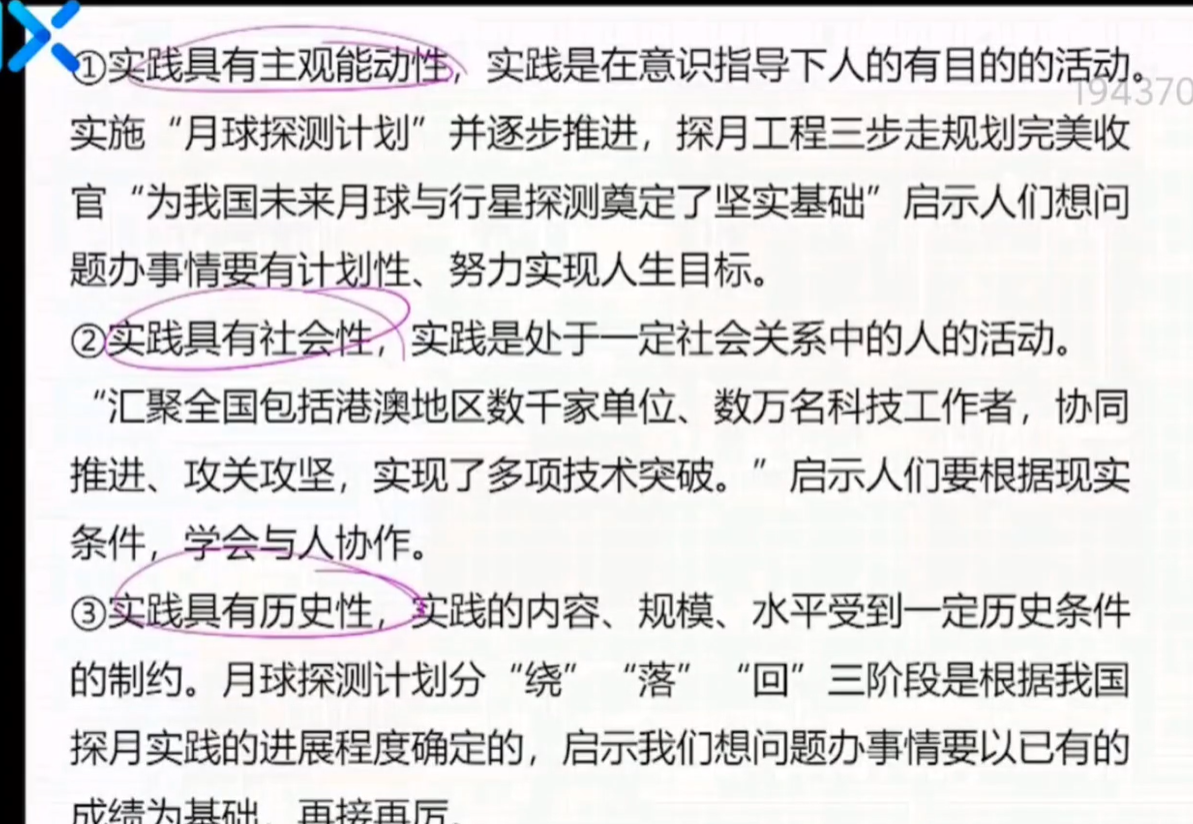 ①实践具有主观能动性，实践是在意识指导下人的有目的的活动。
194370
实施“月球探测计划”并逐步推进，探月工程三步走规划完美收
官“为我国未来月球与行星探测奠定了坚实基础”启示人们想问
题办事情要有计划性、努力实现人生目标。
②实践具有社会性，实践是处于一定社会关系中的人的活动。
“汇聚全国包括港澳地区数千家单位、数万名科技工作者，协同
推进、攻关攻坚，实现了多项技术突破。”启示人们要根据现实
条件，学会与人协作。
③实践具有历史性，实践的内容、规模、水平受到一定历史条件
的制约。月球探测计划分“绕”“落”“回”三阶段是根据我国
探月实践的进展程度确定的，启示我们想问题办事情要以已有的
成绩为基础，再接再厉。